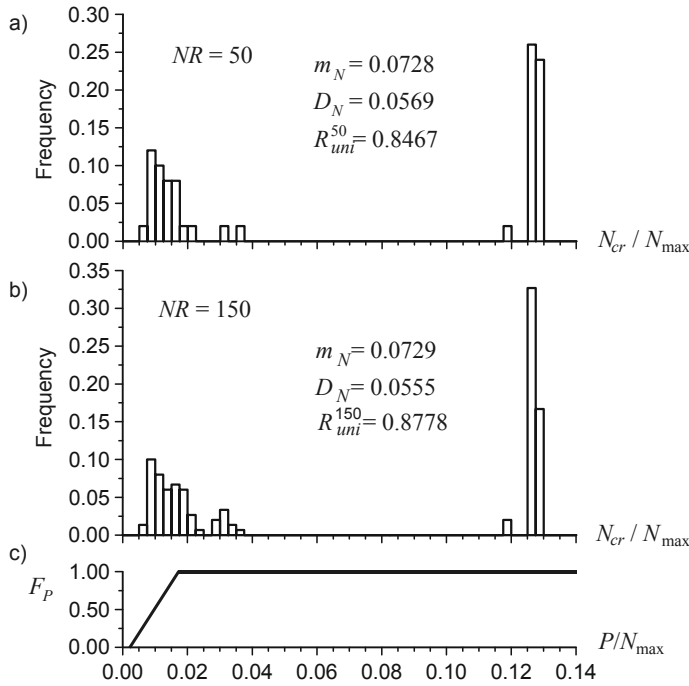 a)
0.30
0.25
0.20
0.15
0.10
0.05
0.00
Frequency
NR = 50
m_N = 0.0728
D_N = 0.0569
R_uni^50 = 0.8467
N_cr / N_max
b)
0.35
0.30
0.25
0.20
0.15
0.10
0.05
0.00
Frequency
NR = 150
m_N = 0.0729
D_N = 0.0555
R_uni^150 = 0.8778
N_cr / N_max
c)
1.00
0.50
0.00
F_P
P/N_max
0.00 0.02 0.04 0.06 0.08 0.10 0.12 0.14